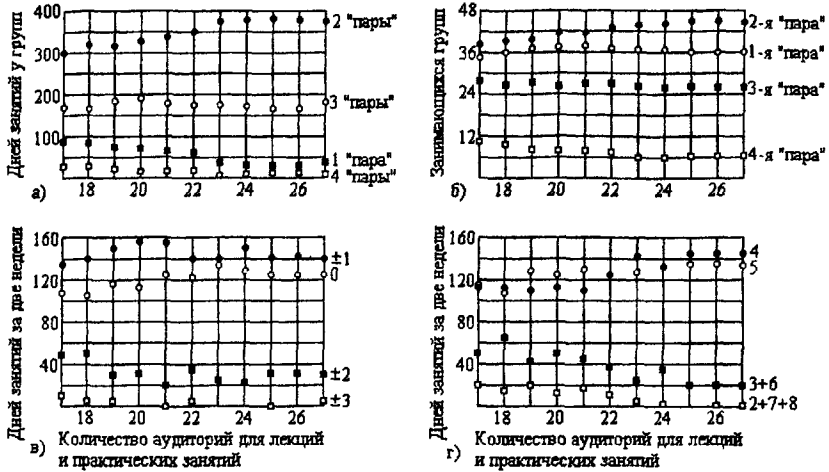 Дней занятий у групп
400
300
200
100
2 "пары"
3 "пары"
1 "пара"
4 "пары"
а)
18 20 22 24 26
Занимающихся групп
48
36
24
12
2-я "пара"
1-я "пара"
3-я "пара"
4-я "пара"
б)
18 20 22 24 26
Дней занятий за две недели
160
120
80
40
±1
0
±2
±3
18 20 22 24 26
в)
Количество аудиторий для лекций
и практических занятий
Дней занятий за две недели
160
120
80
40
4
5
3+6
2+7+8
18 20 22 24 26
г)
Количество аудиторий для лекций
и практических занятий